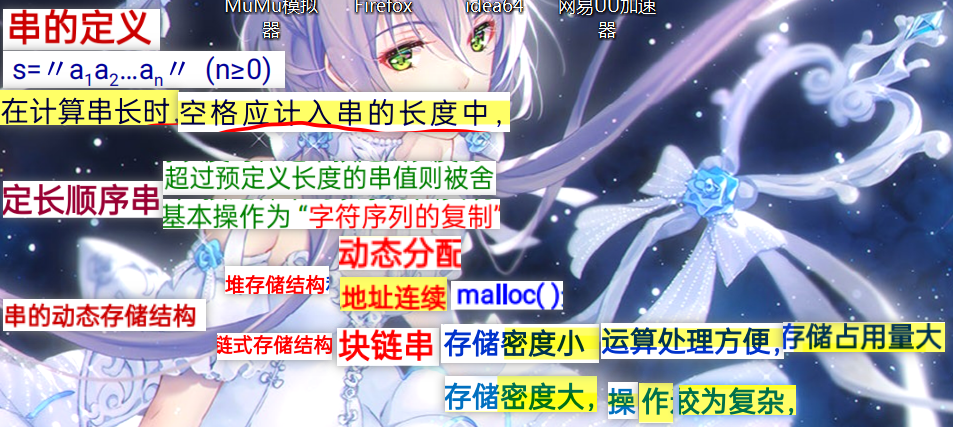 MuMu模拟器
Firefox
idea64
网易UU加速器
串的定义
s=〃a1a2…an〃 (n≥0)
在计算串长时,空格应计入串的长度中,
定长顺序串
超过预定义长度的串值则被舍
基本操作为“字符序列的复制”
动态分配
堆存储结构
地址连续 malloc( )
串的动态存储结构
链式存储结构 块链串 存储密度小 运算处理方便, 存储占用量大
存储密度大, 操作较为复杂,